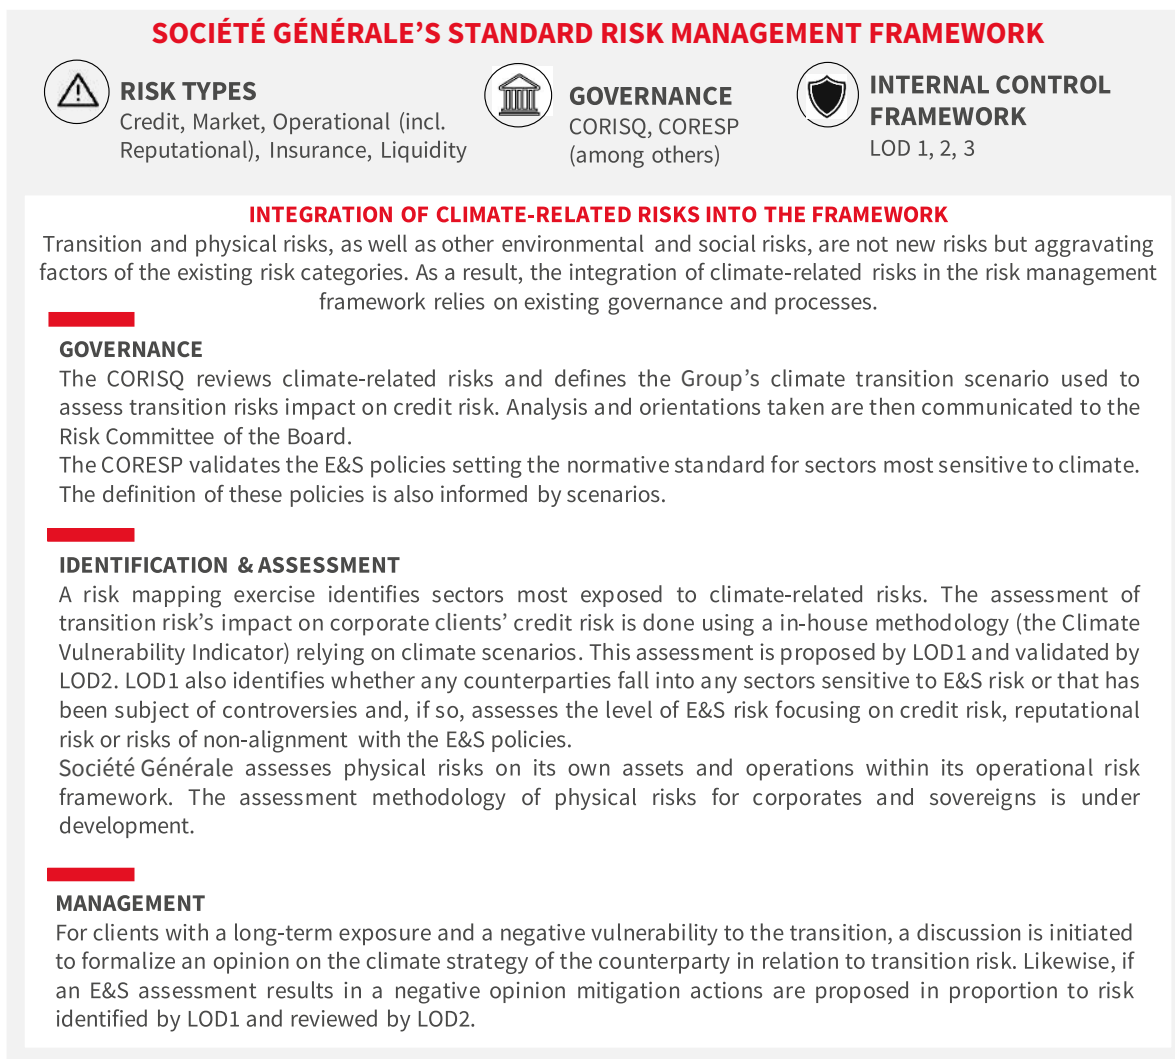 SOCIÉTÉ GÉNÉRALE’S STANDARD RISK MANAGEMENT FRAMEWORK
RISK TYPES
Credit, Market, Operational (incl.
Reputational), Insurance, Liquidity
GOVERNANCE
CORISQ, CORESP
(among others)
INTERNAL CONTROL
FRAMEWORK
LOD 1, 2, 3
INTEGRATION OF CLIMATE-RELATED RISKS INTO THE FRAMEWORK
Transition and physical risks, as well as other environmental and social risks, are not new risks but aggravating
factors of the existing risk categories. As a result, the integration of climate-related risks in the risk management
framework relies on existing governance and processes.
GOVERNANCE
The CORISQ reviews climate-related risks and defines the Group’s climate transition scenario used to
assess transition risks impact on credit risk. Analysis and orientations taken are then communicated to the
Risk Committee of the Board.
The CORESP validates the E&S policies setting the normative standard for sectors most sensitive to climate.
The definition of these policies is also informed by scenarios.
IDENTIFICATION & ASSESSMENT
A risk mapping exercise identifies sectors most exposed to climate-related risks. The assessment of
transition risk’s impact on corporate clients’ credit risk is done using a in-house methodology (the Climate
Vulnerability Indicator) relying on climate scenarios. This assessment is proposed by LOD1 and validated by
LOD2. LOD1 also identifies whether any counterparties fall into any sectors sensitive to E&S risk or that has
been subject of controversies and, if so, assesses the level of E&S risk focusing on credit risk, reputational
risk or risks of non-alignment with the E&S policies.
Société Générale assesses physical risks on its own assets and operations within its operational risk
framework. The assessment methodology of physical risks for corporates and sovereigns is under
development.
MANAGEMENT
For clients with a long-term exposure and a negative vulnerability to the transition, a discussion is initiated
to formalize an opinion on the climate strategy of the counterparty in relation to transition risk. Likewise, if
an E&S assessment results in a negative opinion mitigation actions are proposed in proportion to risk
identified by LOD1 and reviewed by LOD2.